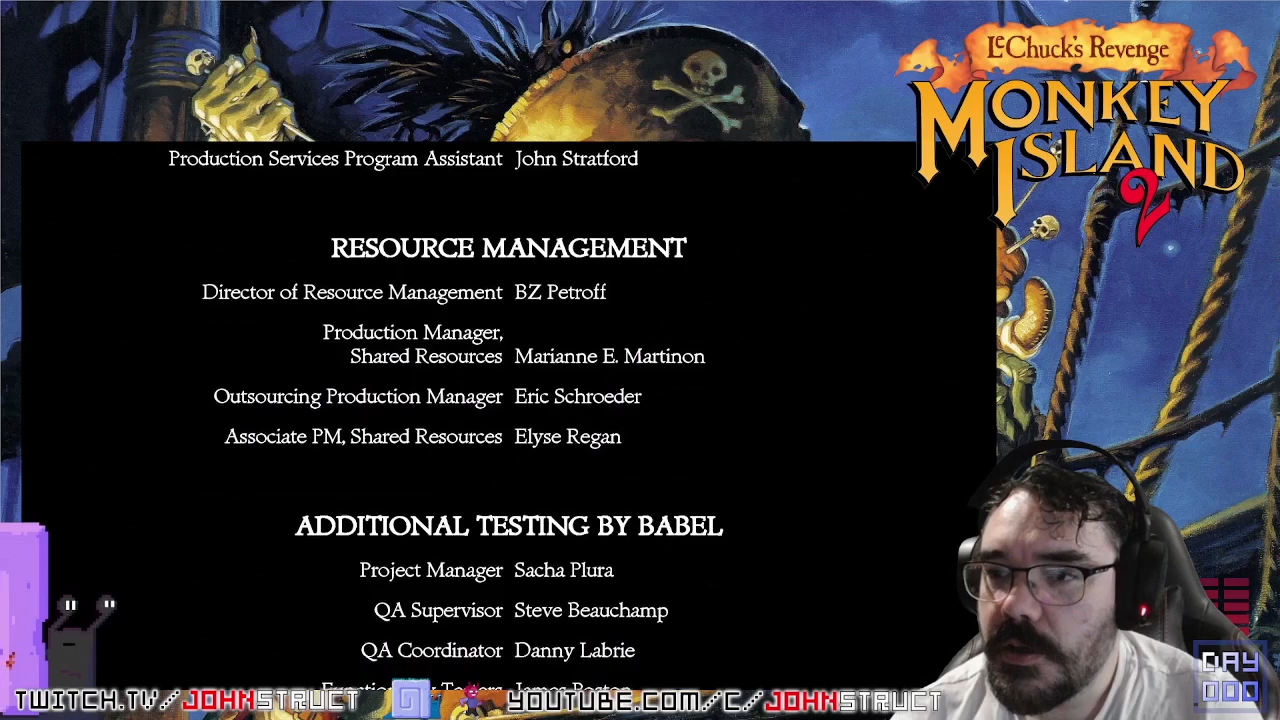 LeChuck's Revenge
MONKEY
ISLAND
2
Production Services Program Assistant John Stratford
RESOURCE MANAGEMENT
Director of Resource Management BZ Petroff
Production Manager,
Shared Resources Marianne E. Martinon
Outsourcing Production Manager Eric Schroeder
Associate PM, Shared Resources Elyse Regan
ADDITIONAL TESTING BY BABEL
Project Manager Sacha Plura
QA Supervisor Steve Beauchamp
QA Coordinator Danny Labrie
TWITCH.TV/JOHNSTRUCT
YOUTUBE.COM/C/JOHNSTRUCT